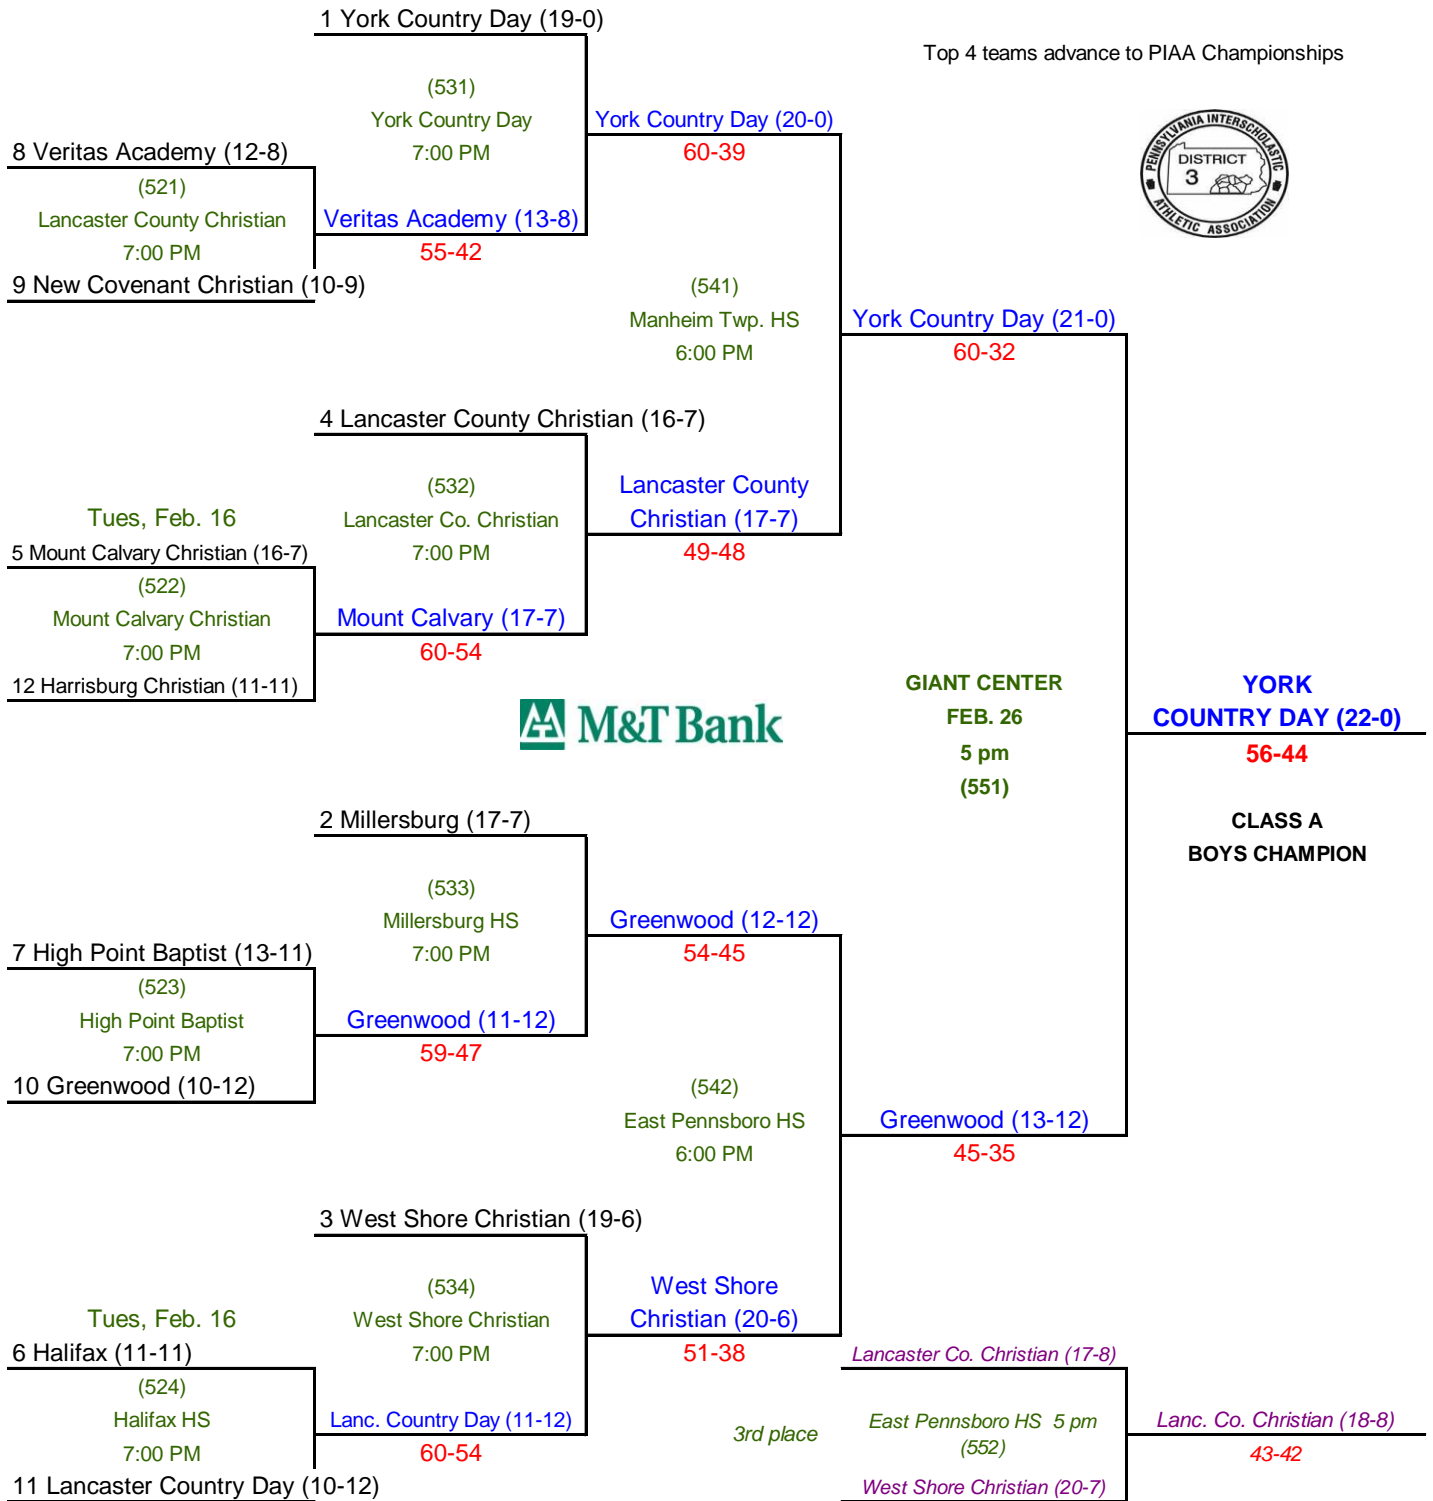 1 York Country Day (19-0)
Top 4 teams advance to PIAA Championships
(531)
York Country Day
7:00 PM
York Country Day (20-0)
60-39
PENNSYLVANIA INTERSCHOLASTIC
DISTRICT
3
ATHLETIC ASSOCIATION
8 Veritas Academy (12-8)
(521)
Lancaster County Christian
7:00 PM
Veritas Academy (13-8)
55-42
9 New Covenant Christian (10-9)
(541)
Manheim Twp. HS
6:00 PM
York Country Day (21-0)
60-32
4 Lancaster County Christian (16-7)
(532)
Lancaster Co. Christian
7:00 PM
Lancaster County
Christian (17-7)
49-48
Tues, Feb. 16
5 Mount Calvary Christian (16-7)
(522)
Mount Calvary Christian
7:00 PM
Mount Calvary (17-7)
60-54
12 Harrisburg Christian (11-11)
M&T Bank
GIANT CENTER
FEB. 26
5 pm
(551)
YORK
COUNTRY DAY (22-0)
56-44
CLASS A
BOYS CHAMPION
2 Millersburg (17-7)
(533)
Millersburg HS
7:00 PM
Greenwood (12-12)
54-45
7 High Point Baptist (13-11)
(523)
High Point Baptist
7:00 PM
Greenwood (11-12)
59-47
10 Greenwood (10-12)
(542)
East Pennsboro HS
6:00 PM
Greenwood (13-12)
45-35
3 West Shore Christian (19-6)
(534)
West Shore Christian
7:00 PM
West Shore
Christian (20-6)
51-38
Tues, Feb. 16
6 Halifax (11-11)
(524)
Halifax HS
7:00 PM
Lanc. Country Day (11-12)
60-54
11 Lancaster Country Day (10-12)
3rd place
Lancaster Co. Christian (17-8)
East Pennsboro HS 5 pm
(552)
West Shore Christian (20-7)
Lanc. Co. Christian (18-8)
43-42